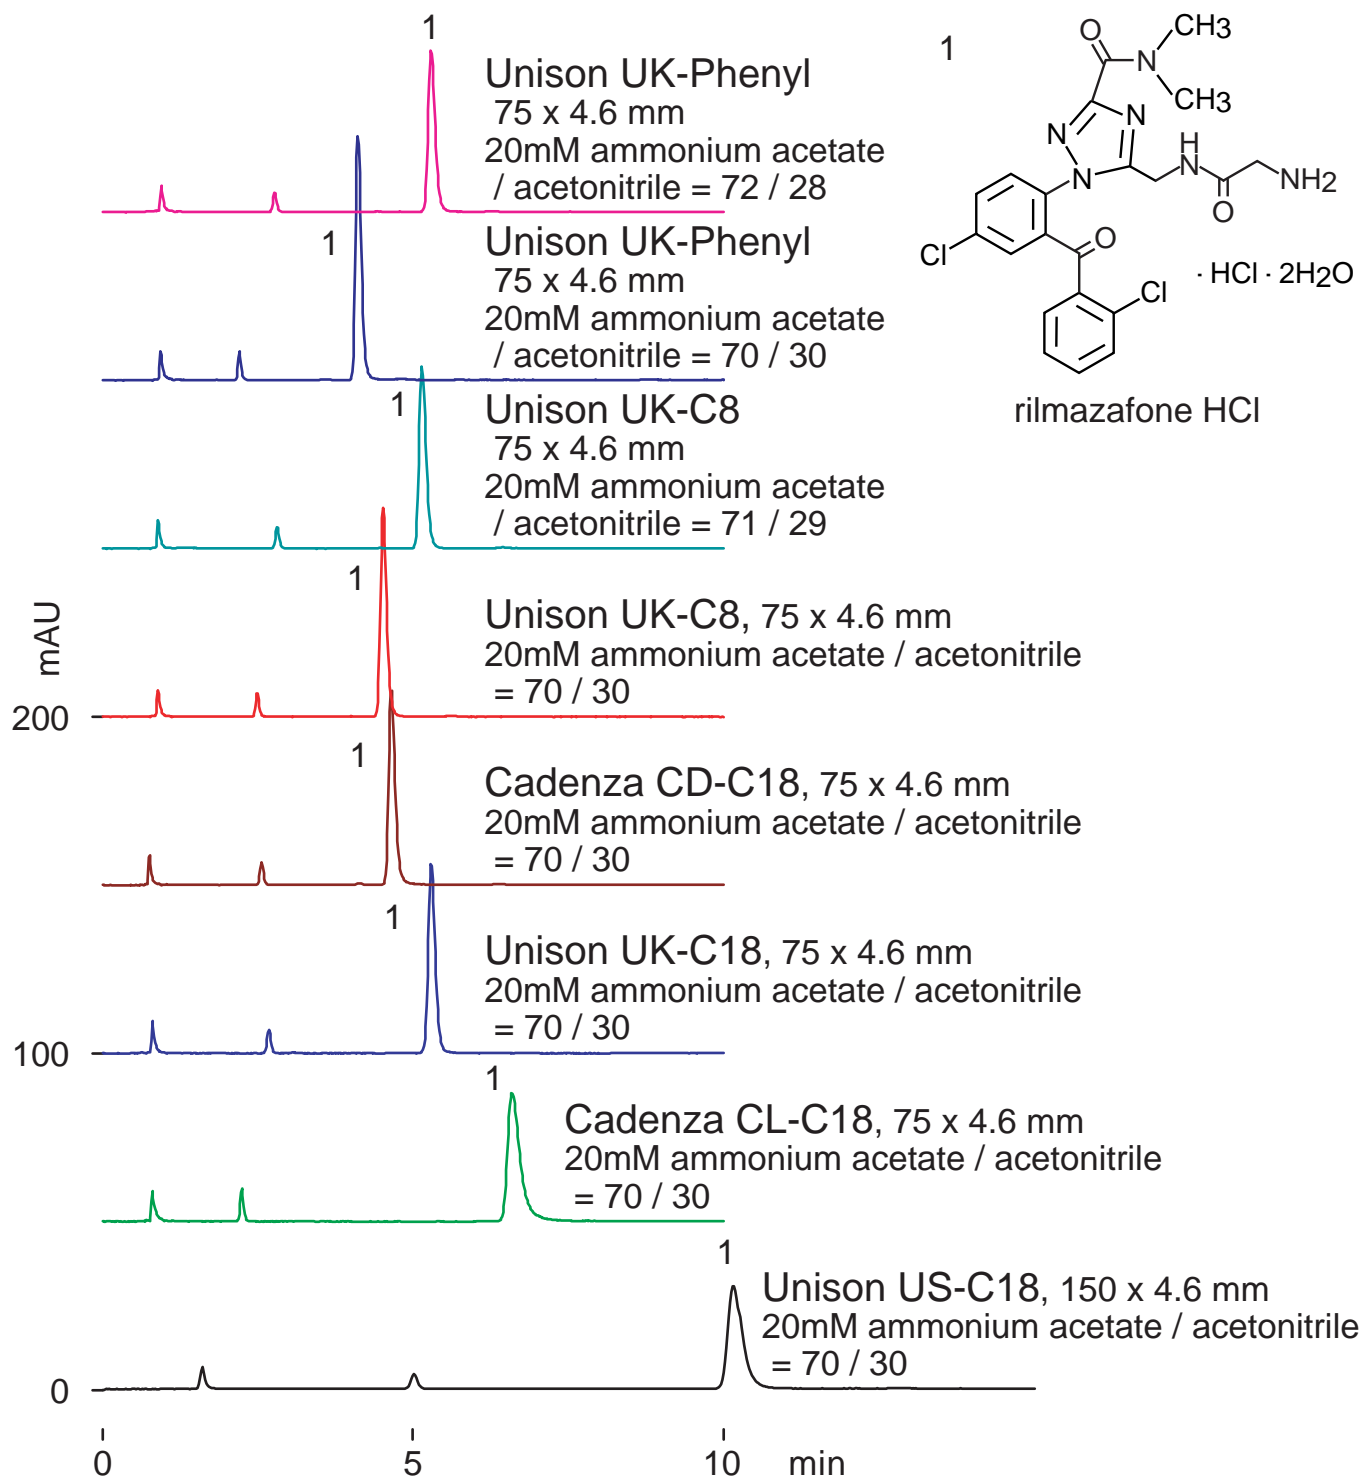 1
Unison UK-Phenyl
75 x 4.6 mm
20mM ammonium acetate
/ acetonitrile = 72 / 28
1
Unison UK-Phenyl
75 x 4.6 mm
20mM ammonium acetate
/ acetonitrile = 70 / 30
1
Unison UK-C8
75 x 4.6 mm
20mM ammonium acetate
/ acetonitrile = 71 / 29
1
Unison UK-C8, 75 x 4.6 mm
20mM ammonium acetate / acetonitrile
= 70 / 30
1
Cadenza CD-C18, 75 x 4.6 mm
20mM ammonium acetate / acetonitrile
= 70 / 30
1
Unison UK-C18, 75 x 4.6 mm
20mM ammonium acetate / acetonitrile
= 70 / 30
1
Cadenza CL-C18, 75 x 4.6 mm
20mM ammonium acetate / acetonitrile
= 70 / 30
1
Unison US-C18, 150 x 4.6 mm
20mM ammonium acetate / acetonitrile
= 70 / 30
mAU
200
100
0
0 5 10 min
1
O CH3
N
CH3
N N
H
N N NH2
O
O
Cl
Cl · HCl · 2H2O
rilmazafone HCl